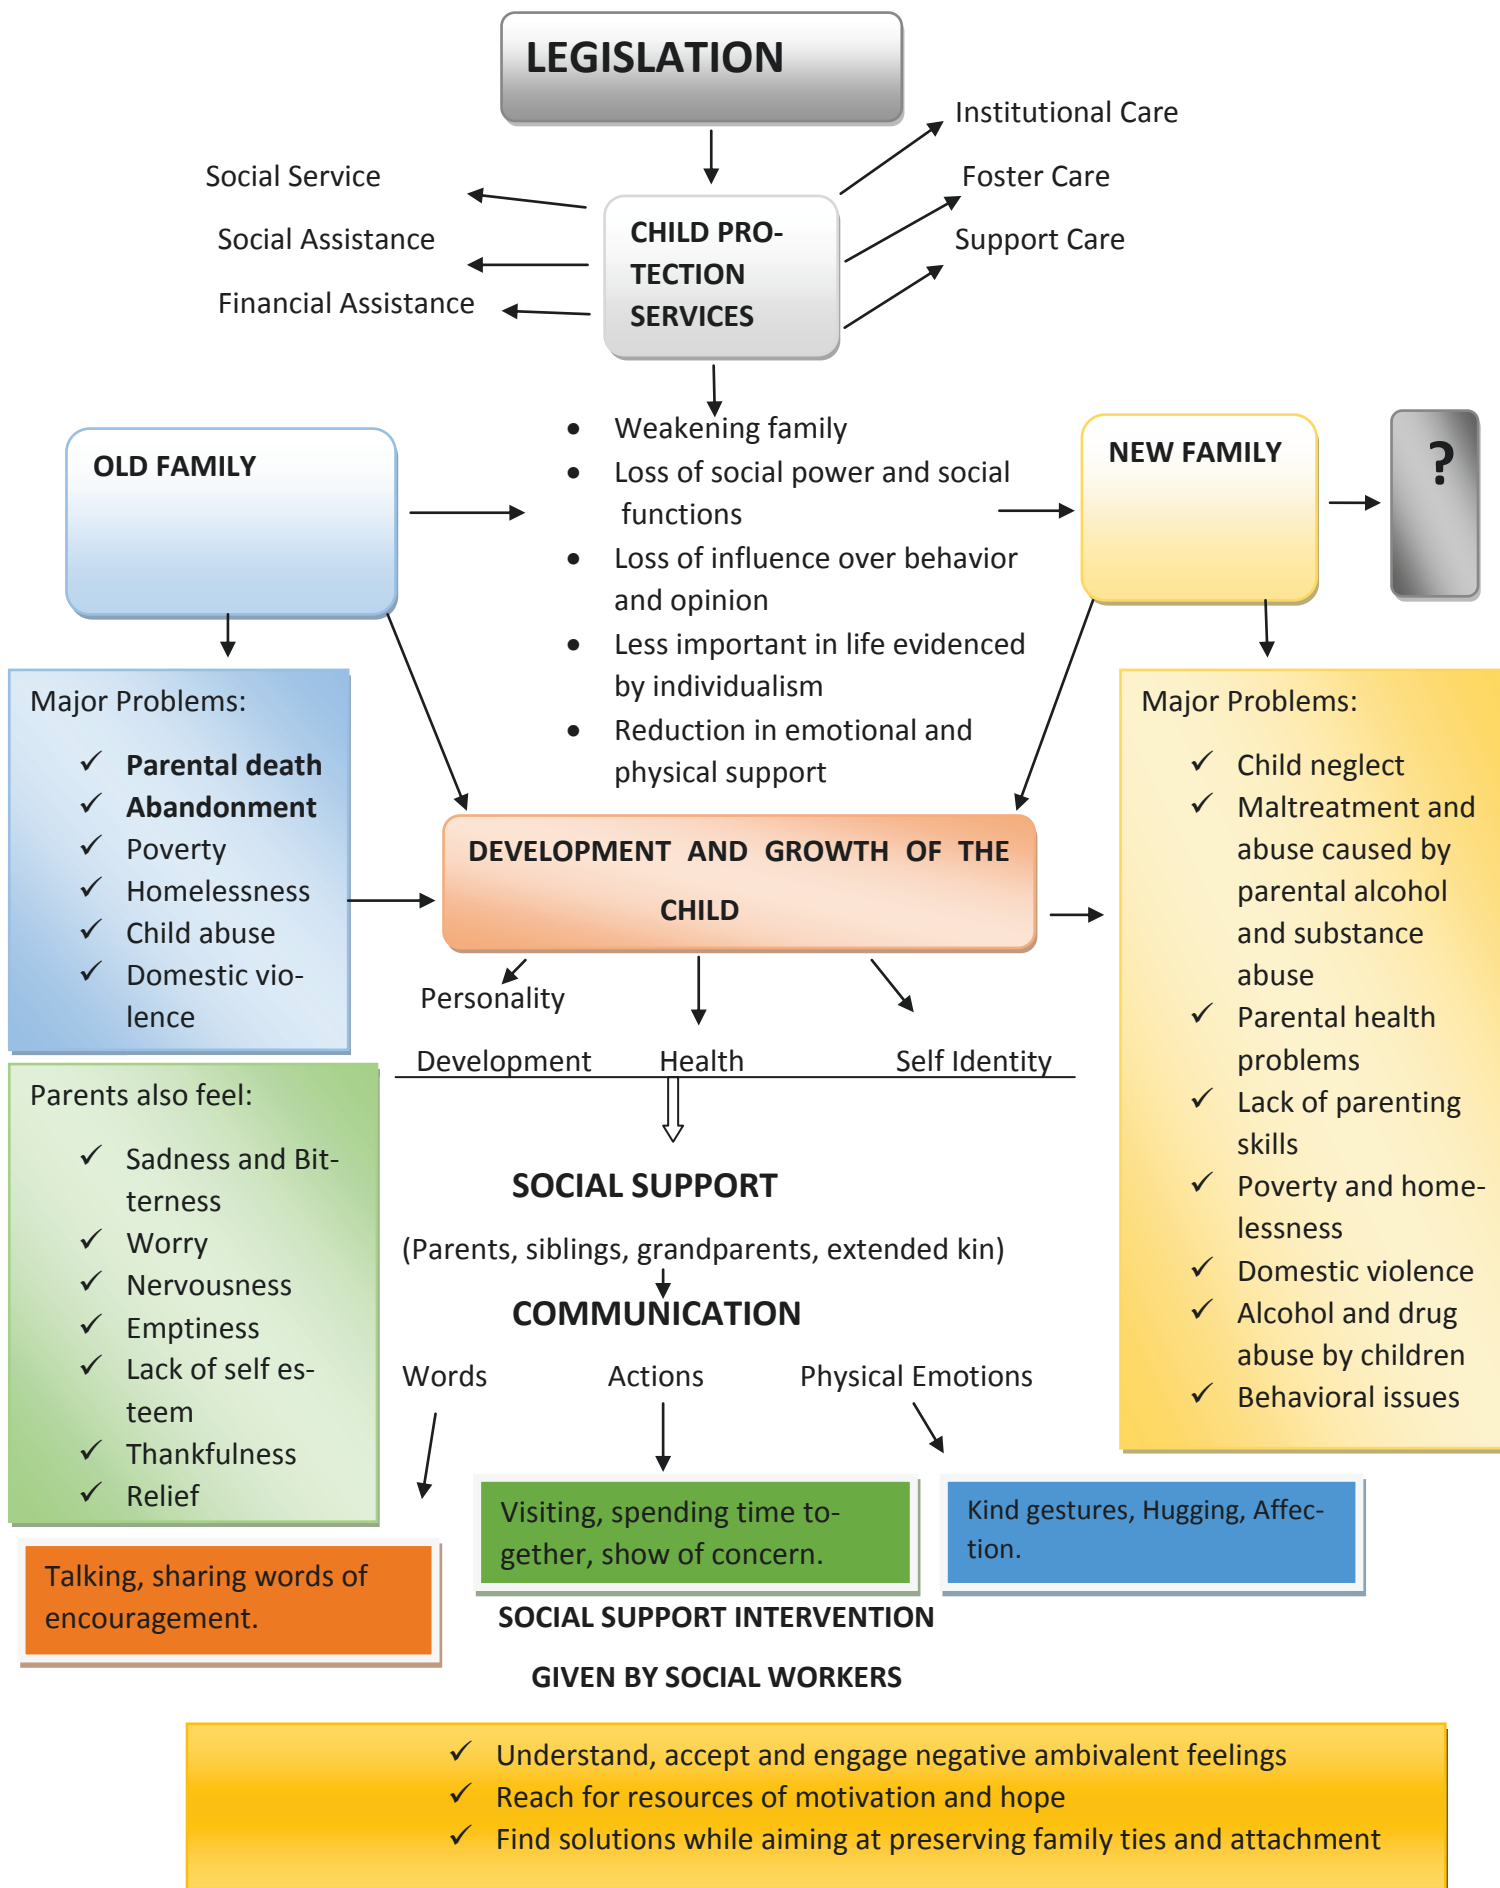 LEGISLATION
Institutional Care
Social Service
Foster Care
Social Assistance
Support Care
Financial Assistance
CHILD PRO-
TECTION
SERVICES
OLD FAMILY
• Weakening family
• Loss of social power and social
functions
• Loss of influence over behavior
and opinion
• Less important in life evidenced
by individualism
• Reduction in emotional and
physical support
NEW FAMILY
?
Major Problems:
✓ Parental death
✓ Abandonment
✓ Poverty
✓ Homelessness
✓ Child abuse
✓ Domestic vio-
lence
DEVELOPMENT AND GROWTH OF THE
CHILD
Personality
Development Health Self Identity
Major Problems:
✓ Child neglect
✓ Maltreatment and
abuse caused by
parental alcohol
and substance
abuse
✓ Parental health
problems
✓ Lack of parenting
skills
✓ Poverty and home-
lessness
✓ Domestic violence
✓ Alcohol and drug
abuse by children
✓ Behavioral issues
Parents also feel:
✓ Sadness and Bit-
terness
✓ Worry
✓ Nervousness
✓ Emptiness
✓ Lack of self es-
teem
✓ Thankfulness
✓ Relief
SOCIAL SUPPORT
(Parents, siblings, grandparents, extended kin)
COMMUNICATION
Words Actions Physical Emotions
Talking, sharing words of
encouragement.
Visiting, spending time to-
gether, show of concern.
Kind gestures, Hugging, Affec-
tion.
SOCIAL SUPPORT INTERVENTION
GIVEN BY SOCIAL WORKERS
✓ Understand, accept and engage negative ambivalent feelings
✓ Reach for resources of motivation and hope
✓ Find solutions while aiming at preserving family ties and attachment